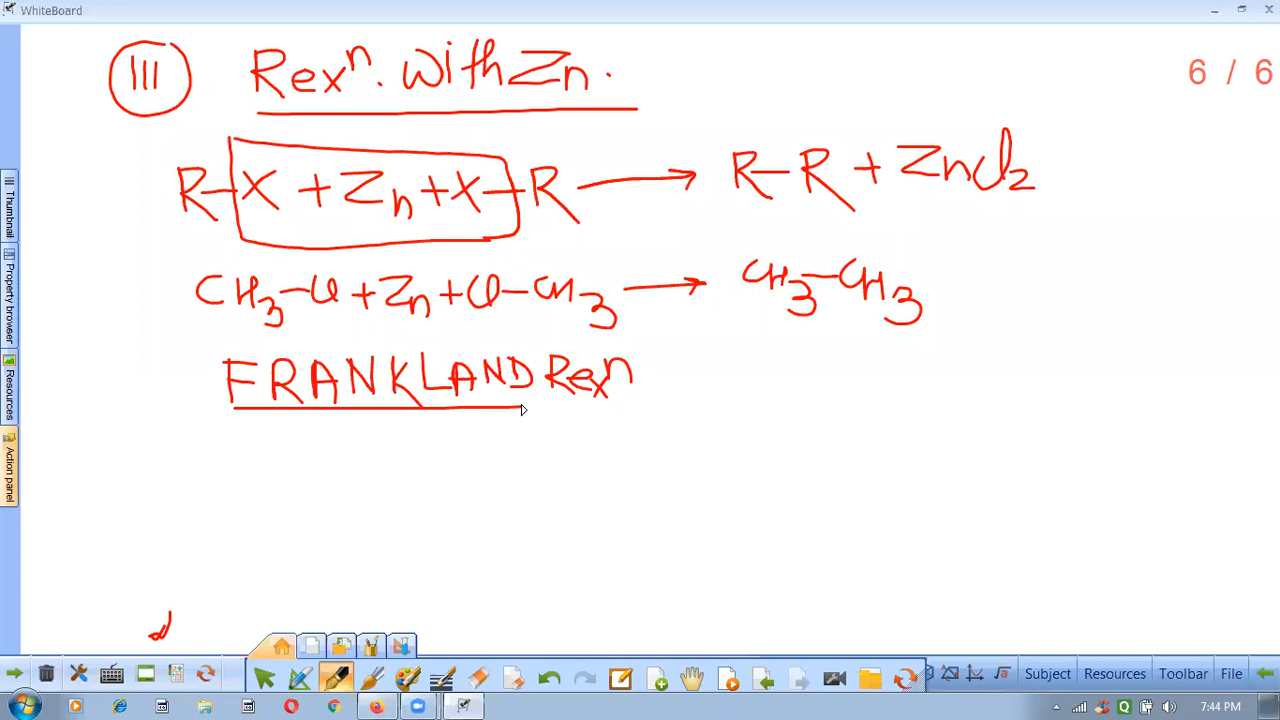 WhiteBoard
6 / 6
III Rexⁿ. With Zn.
R-X + Zn + X-R → R-R + ZnCl₂
CH₃-Cl + Zn + Cl-CH₃ → CH₃-CH₃
FRANKLAND Rexⁿ
Thumbnail
Property browser
Resources
Action panel
Subject Resources Toolbar File
7:44 PM